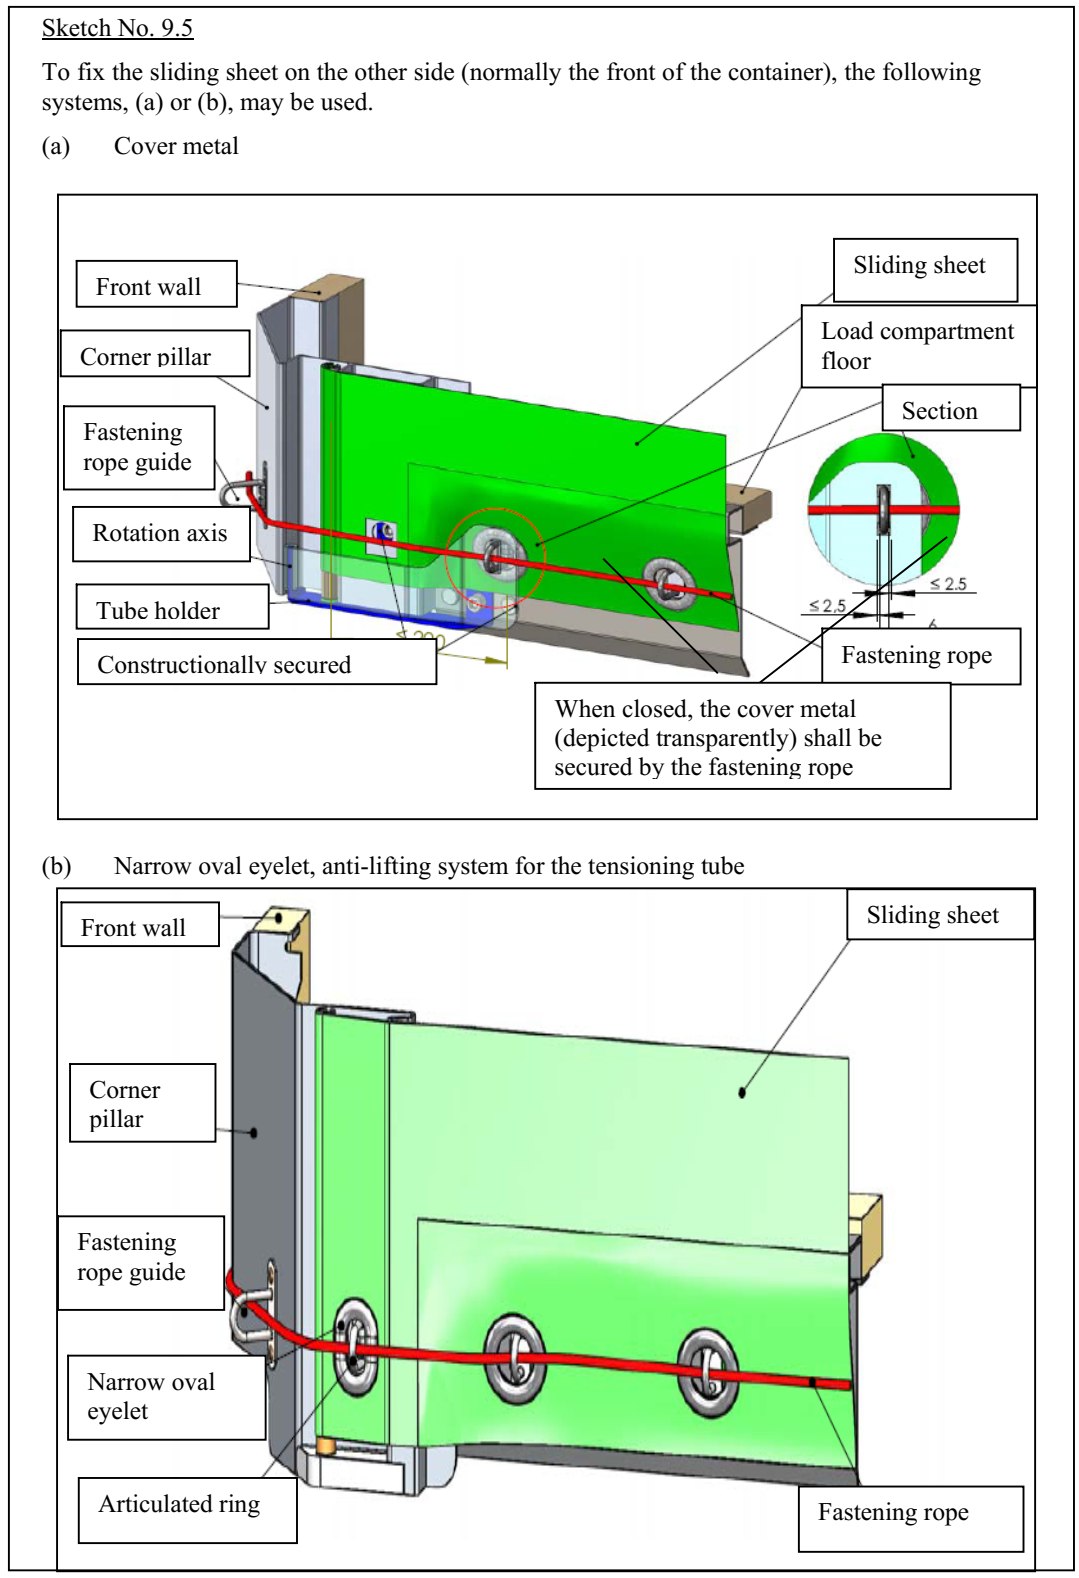 Sketch No. 9.5
To fix the sliding sheet on the other side (normally the front of the container), the following
systems, (a) or (b), may be used.
(a) Cover metal
Front wall
Sliding sheet
Load compartment
floor
Corner pillar
Section
Fastening
rope guide
Rotation axis
Tube holder
≤ 2.5
≤ 2.5
Constructionally secured
Fastening rope
When closed, the cover metal
(depicted transparently) shall be
secured by the fastening rope
(b) Narrow oval eyelet, anti-lifting system for the tensioning tube
Front wall
Sliding sheet
Corner
pillar
Fastening
rope guide
Narrow oval
eyelet
Articulated ring
Fastening rope